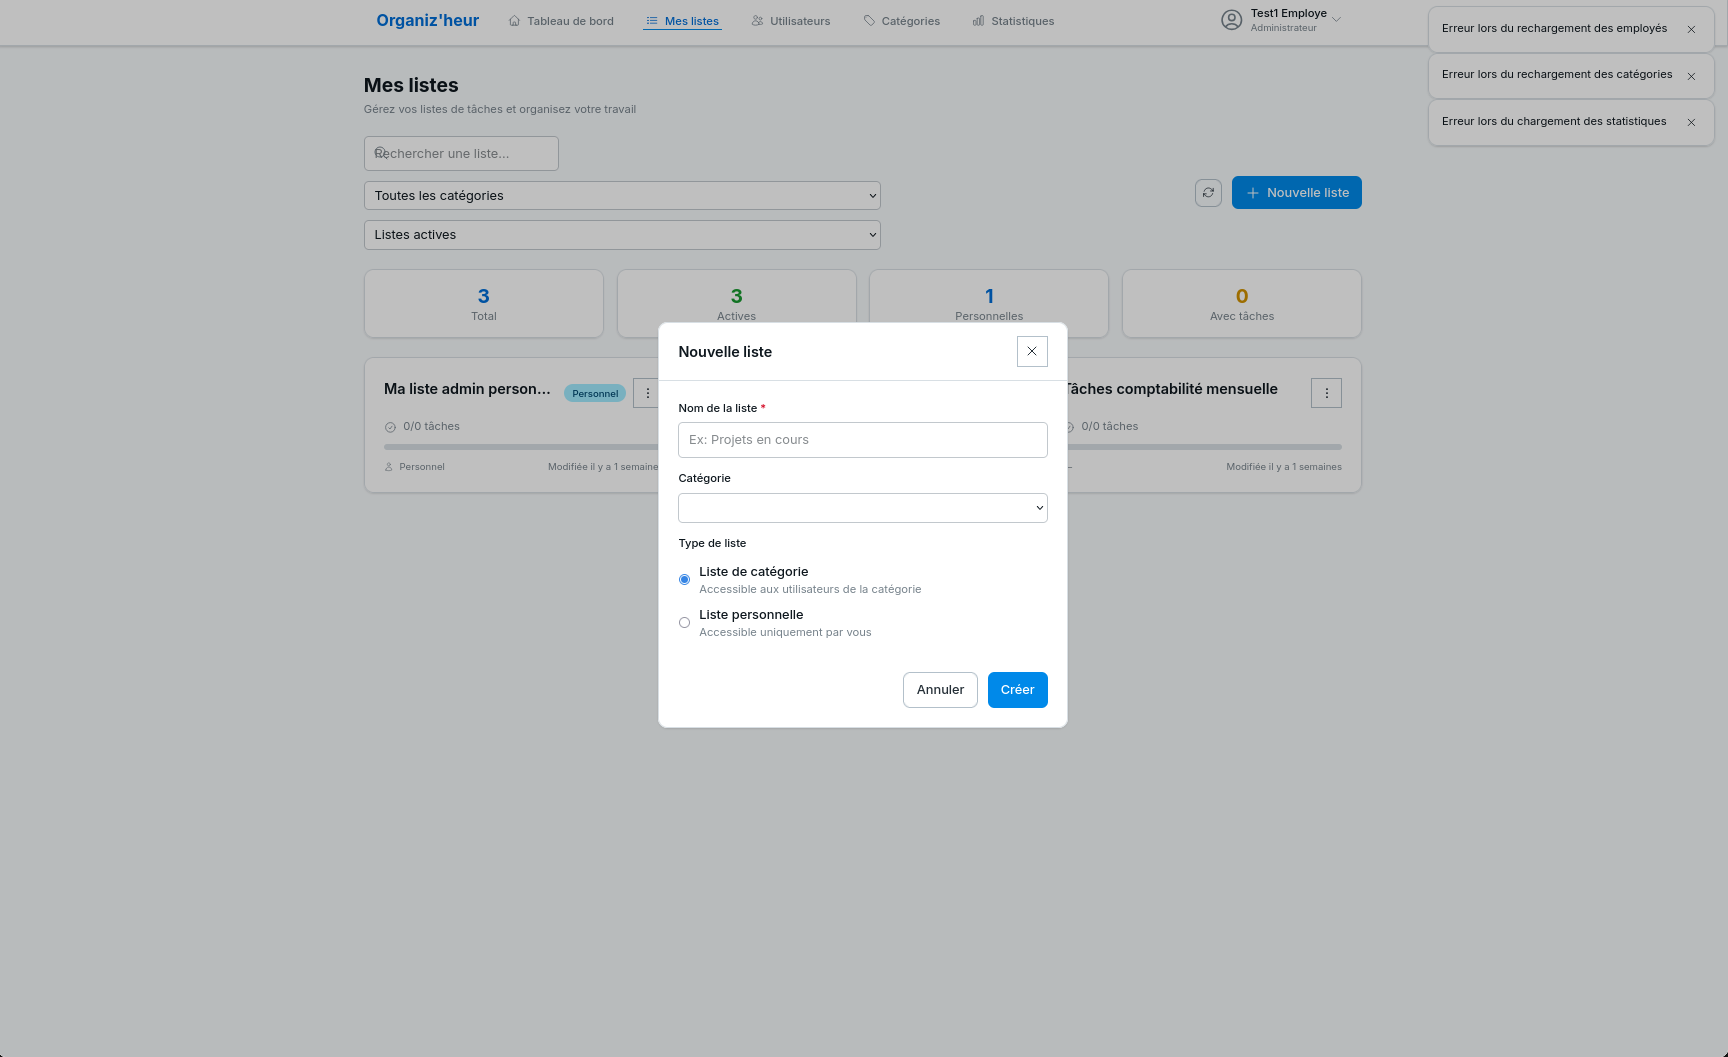 Organiz'heur
Tableau de bord
Mes listes
Utilisateurs
Catégories
Statistiques
Test1 Employe
Administrateur
Erreur lors du rechargement des employés
Erreur lors du rechargement des catégories
Erreur lors du chargement des statistiques
Mes listes
Gérez vos listes de tâches et organisez votre travail
Rechercher une liste...
Toutes les catégories
Nouvelle liste
Listes actives
3
Total
3
Actives
1
Personnelles
0
Avec tâches
Ma liste admin person...
Personnel
0/0 tâches
Personnel
Modifiée il y a 1 semaine
Tâches comptabilité mensuelle
0/0 tâches
Modifiée il y a 1 semaines
Nouvelle liste
Nom de la liste *
Ex: Projets en cours
Catégorie
Type de liste
Liste de catégorie
Accessible aux utilisateurs de la catégorie
Liste personnelle
Accessible uniquement par vous
Annuler
Créer